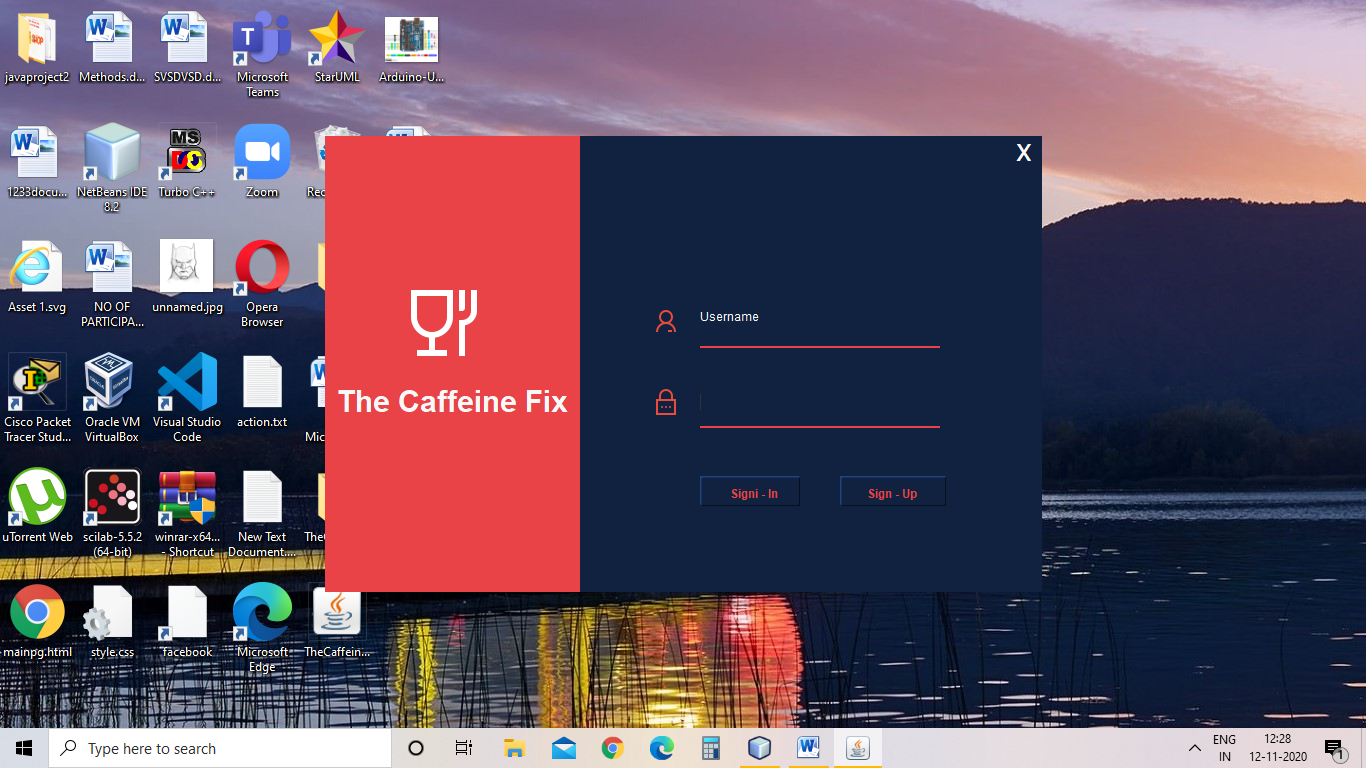 javaproject2
Methods.d...
SVSDVSD.d...
Microsoft
Teams
StarUML
Arduino-U...
1233docu...
NetBeans IDE
8.2
MS
Turbo C++
Zoom
Rec
X
Asset 1.svg
NO OF
PARTICIPA...
unnamed.jpg
Opera
Browser
Username
The Caffeine Fix
Cisco Packet
Tracer Stud...
Oracle VM
VirtualBox
Visual Studio
Code
action.txt
Mic
Signi - In
Sign - Up
uTorrent Web
scilab-5.5.2
(64-bit)
winrar-x64...
- Shortcut
New Text
Document....
TheC
mainpg.html
style.css
facebook
Microsoft
Edge
TheCaffein...
Type here to search
ENG
IN
12:28
12-11-2020
1